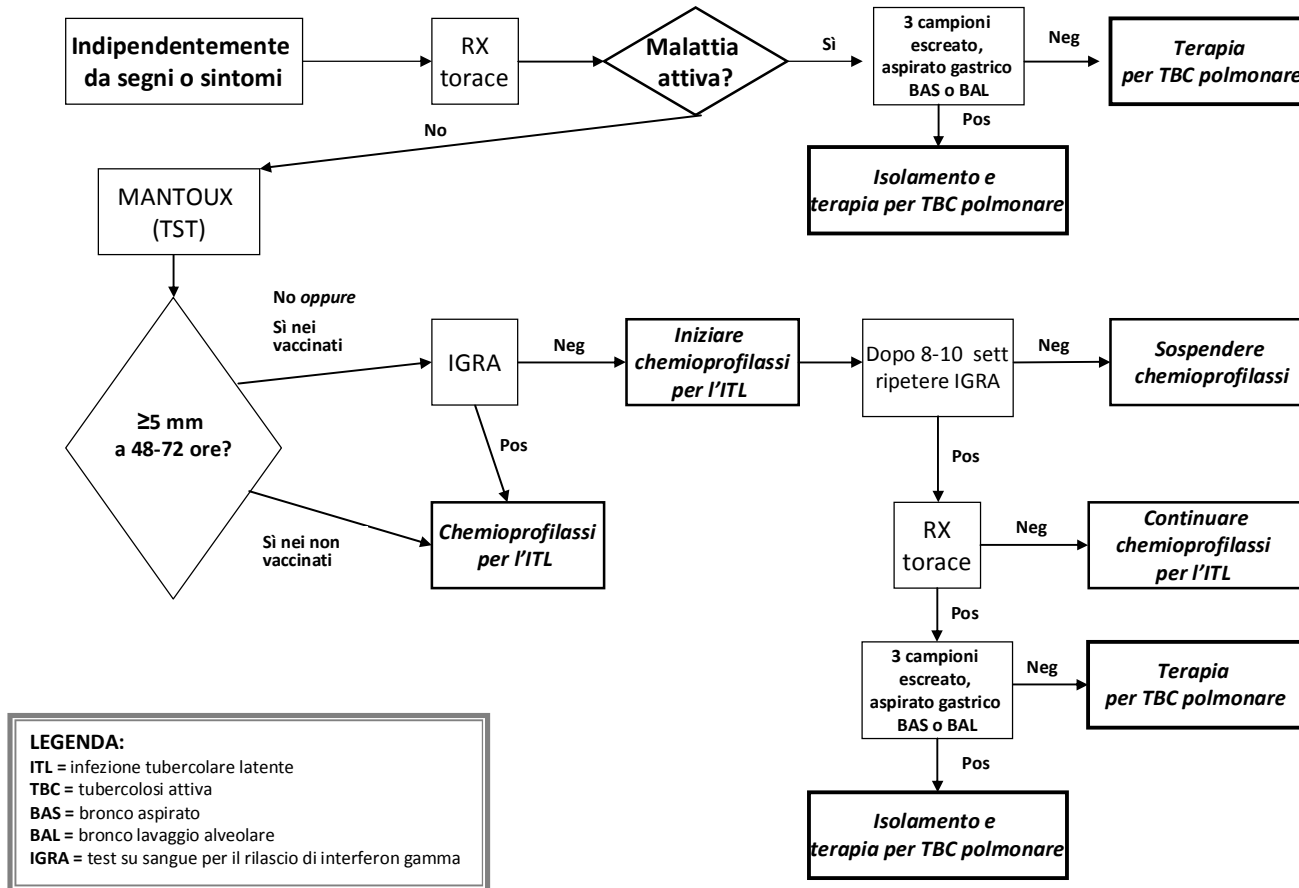 Indipendentemente
da segni o sintomi
RX
torace
Malattia
attiva?
Sì
3 campioni
escreato,
aspirato gastrico
BAS o BAL
Neg
Terapia
per TBC polmonare
Pos
Isolamento e
terapia per TBC polmonare
No
MANTOUX
(TST)
≥5 mm
a 48-72 ore?
No oppure
Sì nei
vaccinati
IGRA
Neg
Iniziare
chemioprofilassi
per l'ITL
Dopo 8-10 sett
ripetere IGRA
Neg
Sospendere
chemioprofilassi
Pos
Sì nei non
vaccinati
Chemioprofilassi
per l'ITL
Pos
RX
torace
Neg
Continuare
chemioprofilassi
per l'ITL
Pos
3 campioni
escreato,
aspirato gastrico
BAS o BAL
Neg
Terapia
per TBC polmonare
Pos
Isolamento e
terapia per TBC polmonare
LEGENDA:
ITL = infezione tubercolare latente
TBC = tubercolosi attiva
BAS = bronco aspirato
BAL = bronco lavaggio alveolare
IGRA = test su sangue per il rilascio di interferon gamma